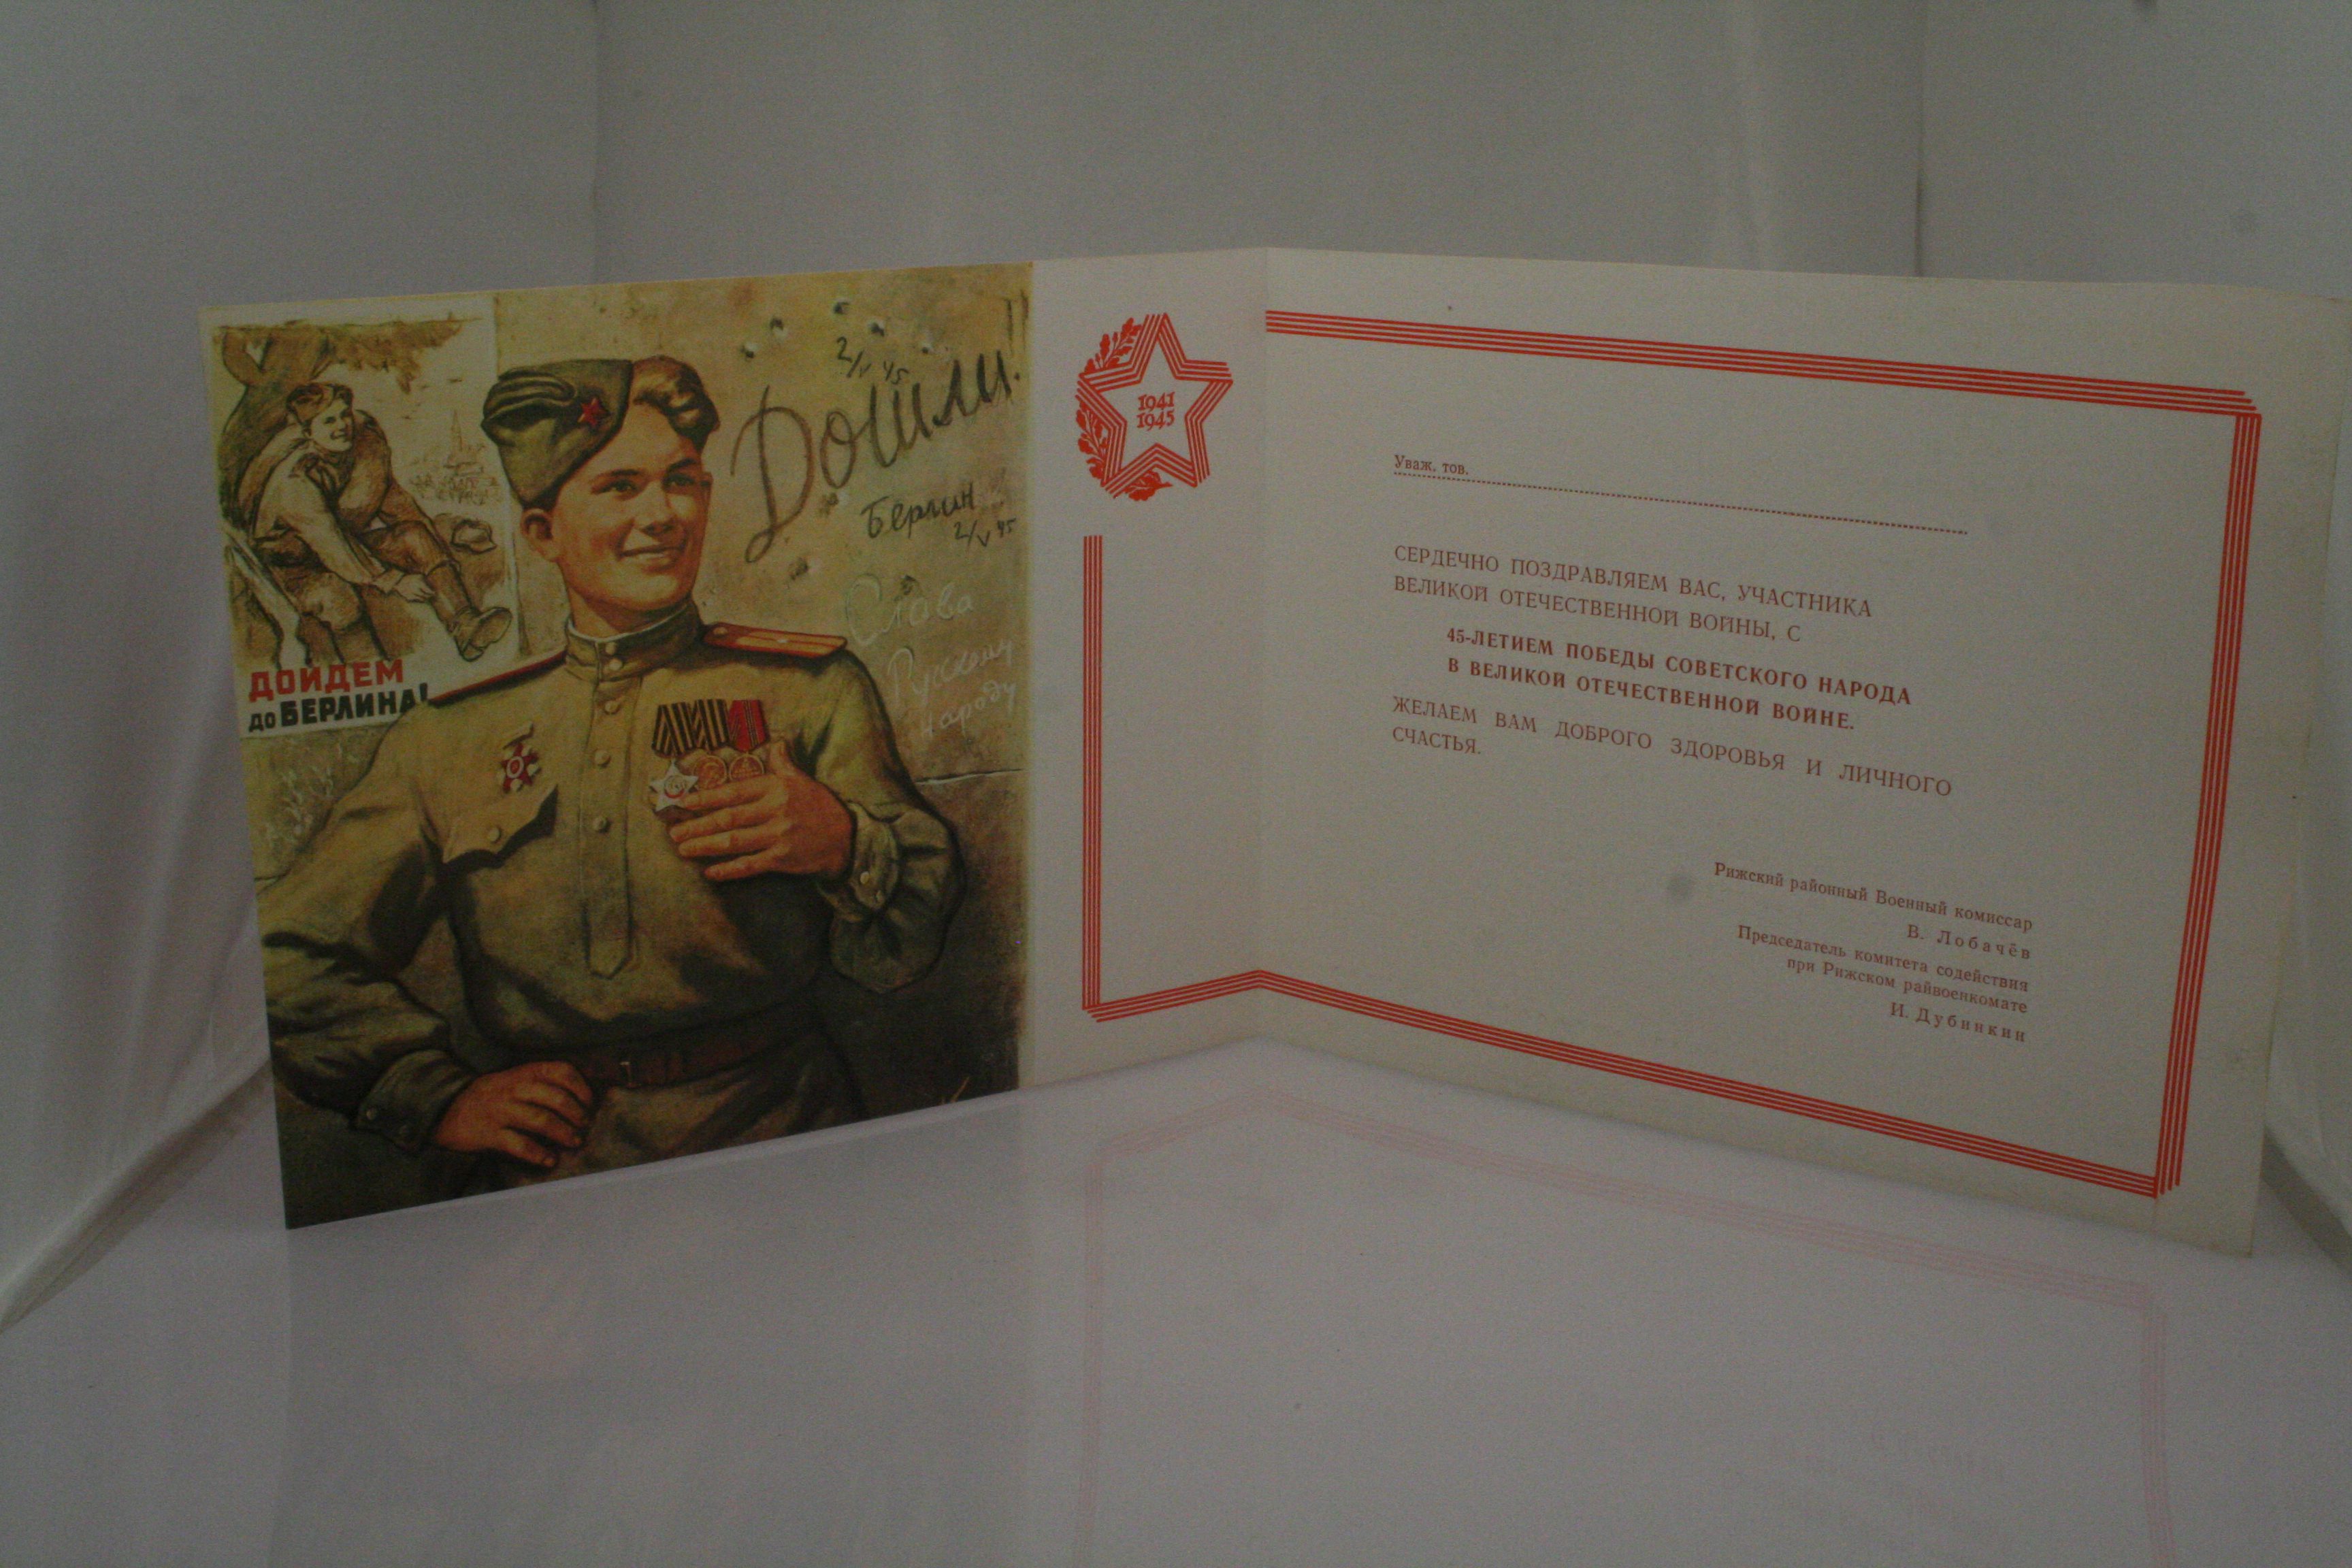 2/V 45
Дошли!
Берлин
2/V 45
Слава
Русскому
народу
ДОЙДЕМ
ДО БЕРЛИНА!
1941
1945
Уваж. тов.
СЕРДЕЧНО ПОЗДРАВЛЯЕМ ВАС, УЧАСТНИКА
ВЕЛИКОЙ ОТЕЧЕСТВЕННОЙ ВОЙНЫ, С
45-ЛЕТИЕМ ПОБЕДЫ СОВЕТСКОГО НАРОДА
В ВЕЛИКОЙ ОТЕЧЕСТВЕННОЙ ВОЙНЕ.
ЖЕЛАЕМ ВАМ ДОБРОГО ЗДОРОВЬЯ И ЛИЧНОГО
СЧАСТЬЯ.
Рижский районный Военный комиссар
В. Лобачёв
Председатель комитета содействия
при Рижском райвоенкомате
И. Дубинкин